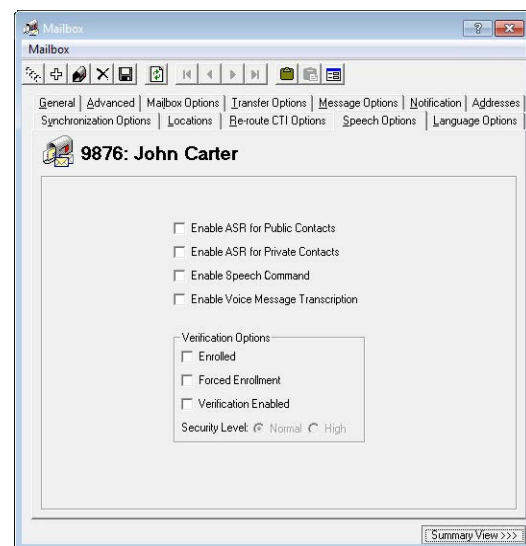 Mailbox
Mailbox
General Advanced Mailbox Options Transfer Options Message Options Notification Addresses
Synchronization Options Locations Re-route CTI Options Speech Options Language Options
9876: John Carter
Enable ASR for Public Contacts
Enable ASR for Private Contacts
Enable Speech Command
Enable Voice Message Transcription
Verification Options
Enrolled
Forced Enrollment
Verification Enabled
Security Level: Normal High
Summary View >>>